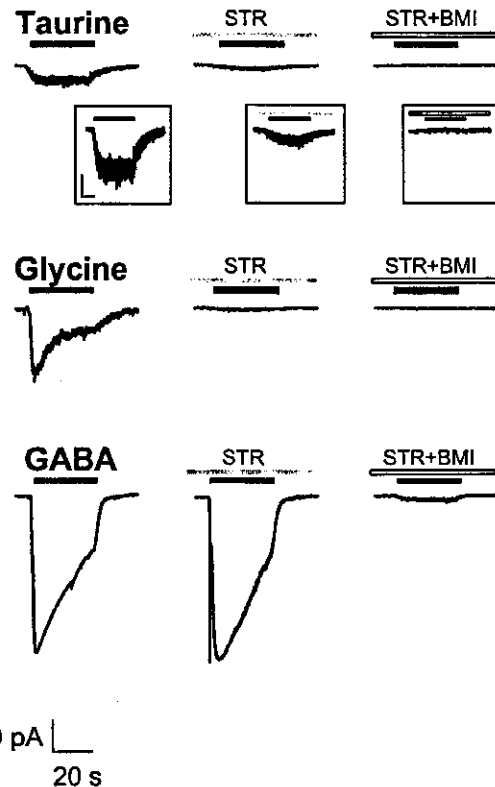 Taurine STR STR+BMI
Glycine STR STR+BMI
GABA STR STR+BMI
pA
20 s